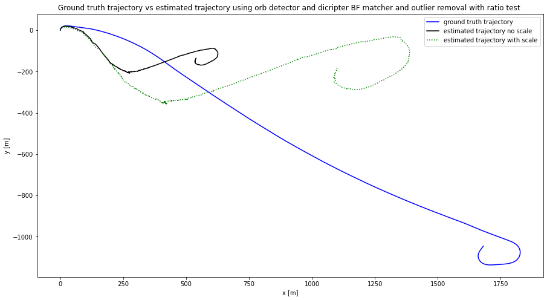 Ground truth trajectory vs estimated trajectory using orb detector and dicripter BF matcher and outlier removal with ratio test
ground truth trajectory
estimated trajectory no scale
estimated trajectory with scale
0
−200
−400
−600
−800
−1000
y [m]
0
250
500
750
1000
1250
1500
1750
x [m]